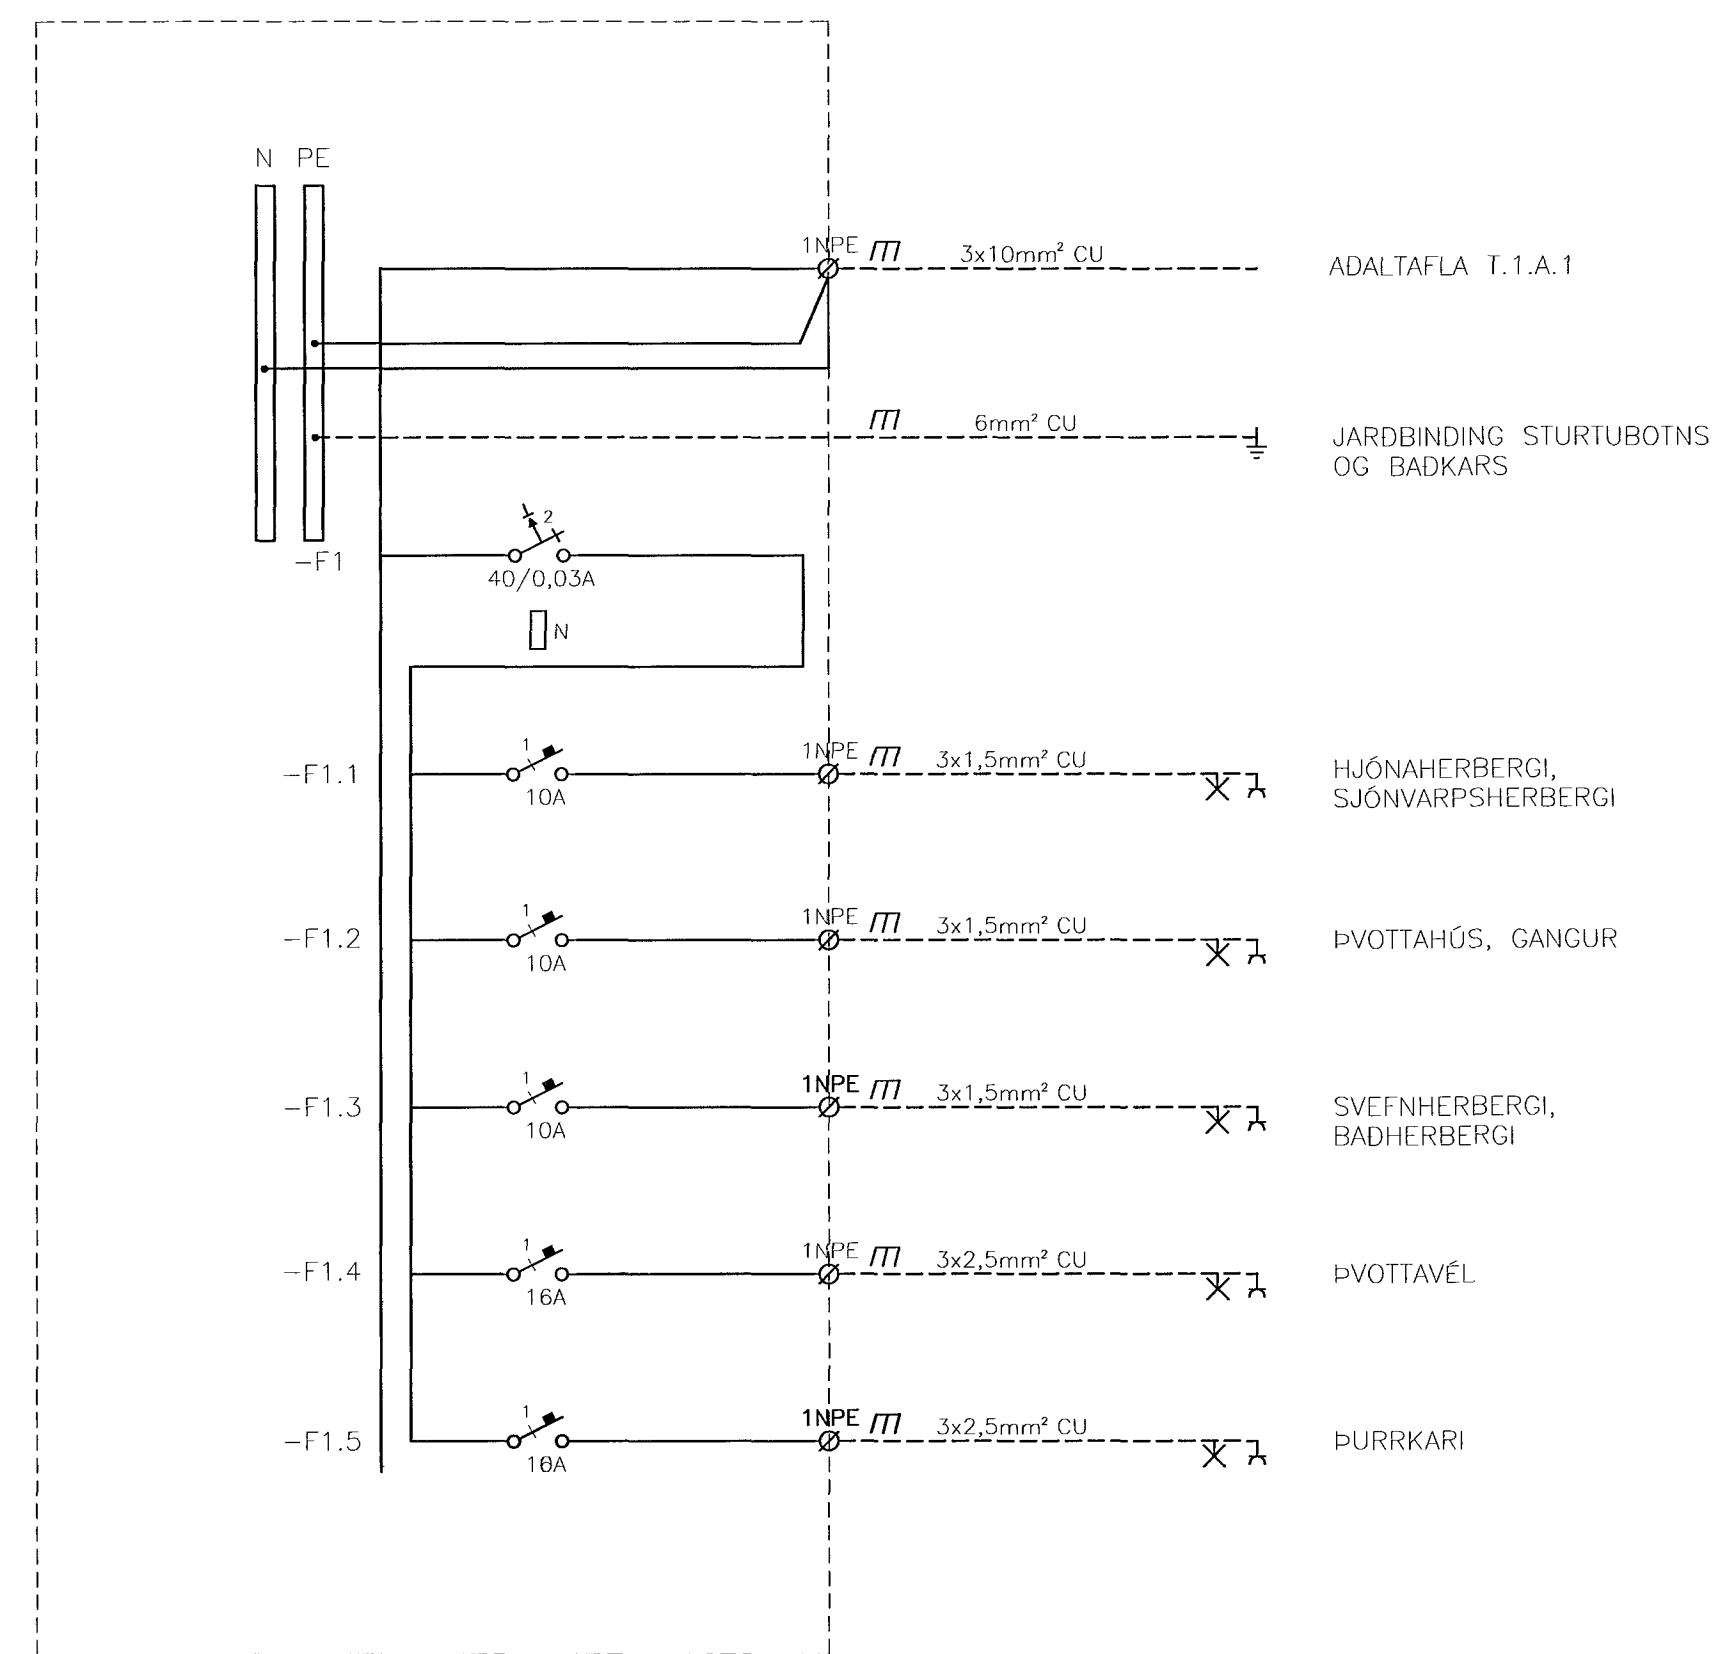 N PE
1NPE 3x10mm² CU AÐALTAFLA T.1.A.1
6mm² CU JARÐBINDING STURTUBOTNS
OG BAÐKARS
2
-F1
40/0,03A
N
-F1.1 1 10A 1NPE 3x1,5mm² CU HJÓNAHERBERGI,
SJÓNVARPSHERBERGI
-F1.2 1 10A 1NPE 3x1,5mm² CU ÞVOTTAHÚS, GANGUR
-F1.3 1 10A 1NPE 3x1,5mm² CU SVEFNHERBERGI,
BAÐHERBERGI
-F1.4 1 16A 1NPE 3x2,5mm² CU ÞVOTTAVÉL
-F1.5 1 16A 1NPE 3x2,5mm² CU ÞURRKARI